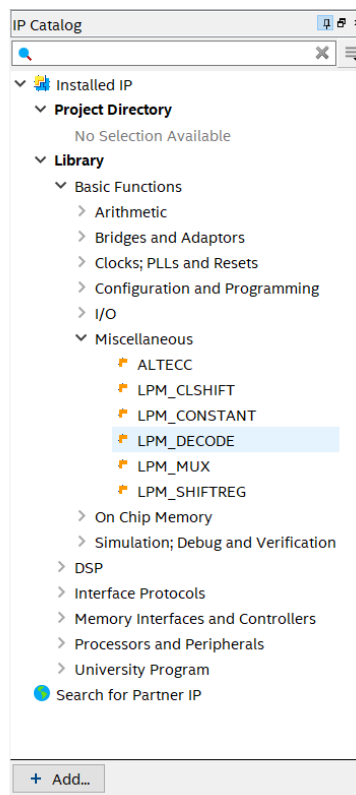 IP Catalog
Installed IP
Project Directory
No Selection Available
Library
Basic Functions
Arithmetic
Bridges and Adaptors
Clocks; PLLs and Resets
Configuration and Programming
I/O
Miscellaneous
ALTECC
LPM_CLSHIFT
LPM_CONSTANT
LPM_DECODE
LPM_MUX
LPM_SHIFTREG
On Chip Memory
Simulation; Debug and Verification
DSP
Interface Protocols
Memory Interfaces and Controllers
Processors and Peripherals
University Program
Search for Partner IP
+ Add...